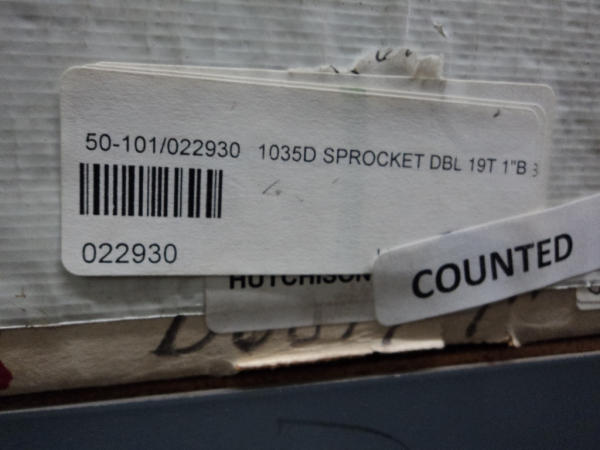 50-101/022930 1035D SPROCKET DBL 19T 1"B
022930
HUTCHISON
COUNTED